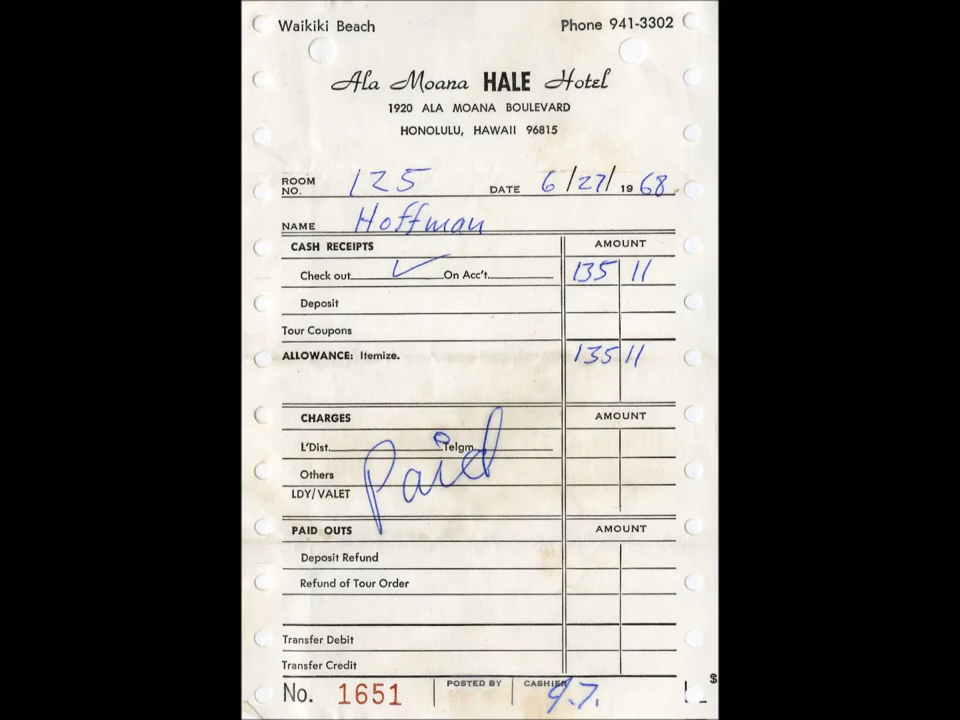 Waikiki Beach Phone 941-3302
Ala Moana HALE Hotel
1920 ALA MOANA BOULEVARD
HONOLULU, HAWAII 96815
ROOM NO. 125 DATE 6/27/1968
NAME Hoffman
CASH RECEIPTS AMOUNT
Check out On Acc't. 135 11
Deposit
Tour Coupons
ALLOWANCE: Itemize. 135 11
CHARGES AMOUNT
L'Dist. Telgm.
Others
Paid
LDY/VALET
PAID OUTS AMOUNT
Deposit Refund
Refund of Tour Order
Transfer Debit
Transfer Credit
No. 1651 POSTED BY CASHIER $